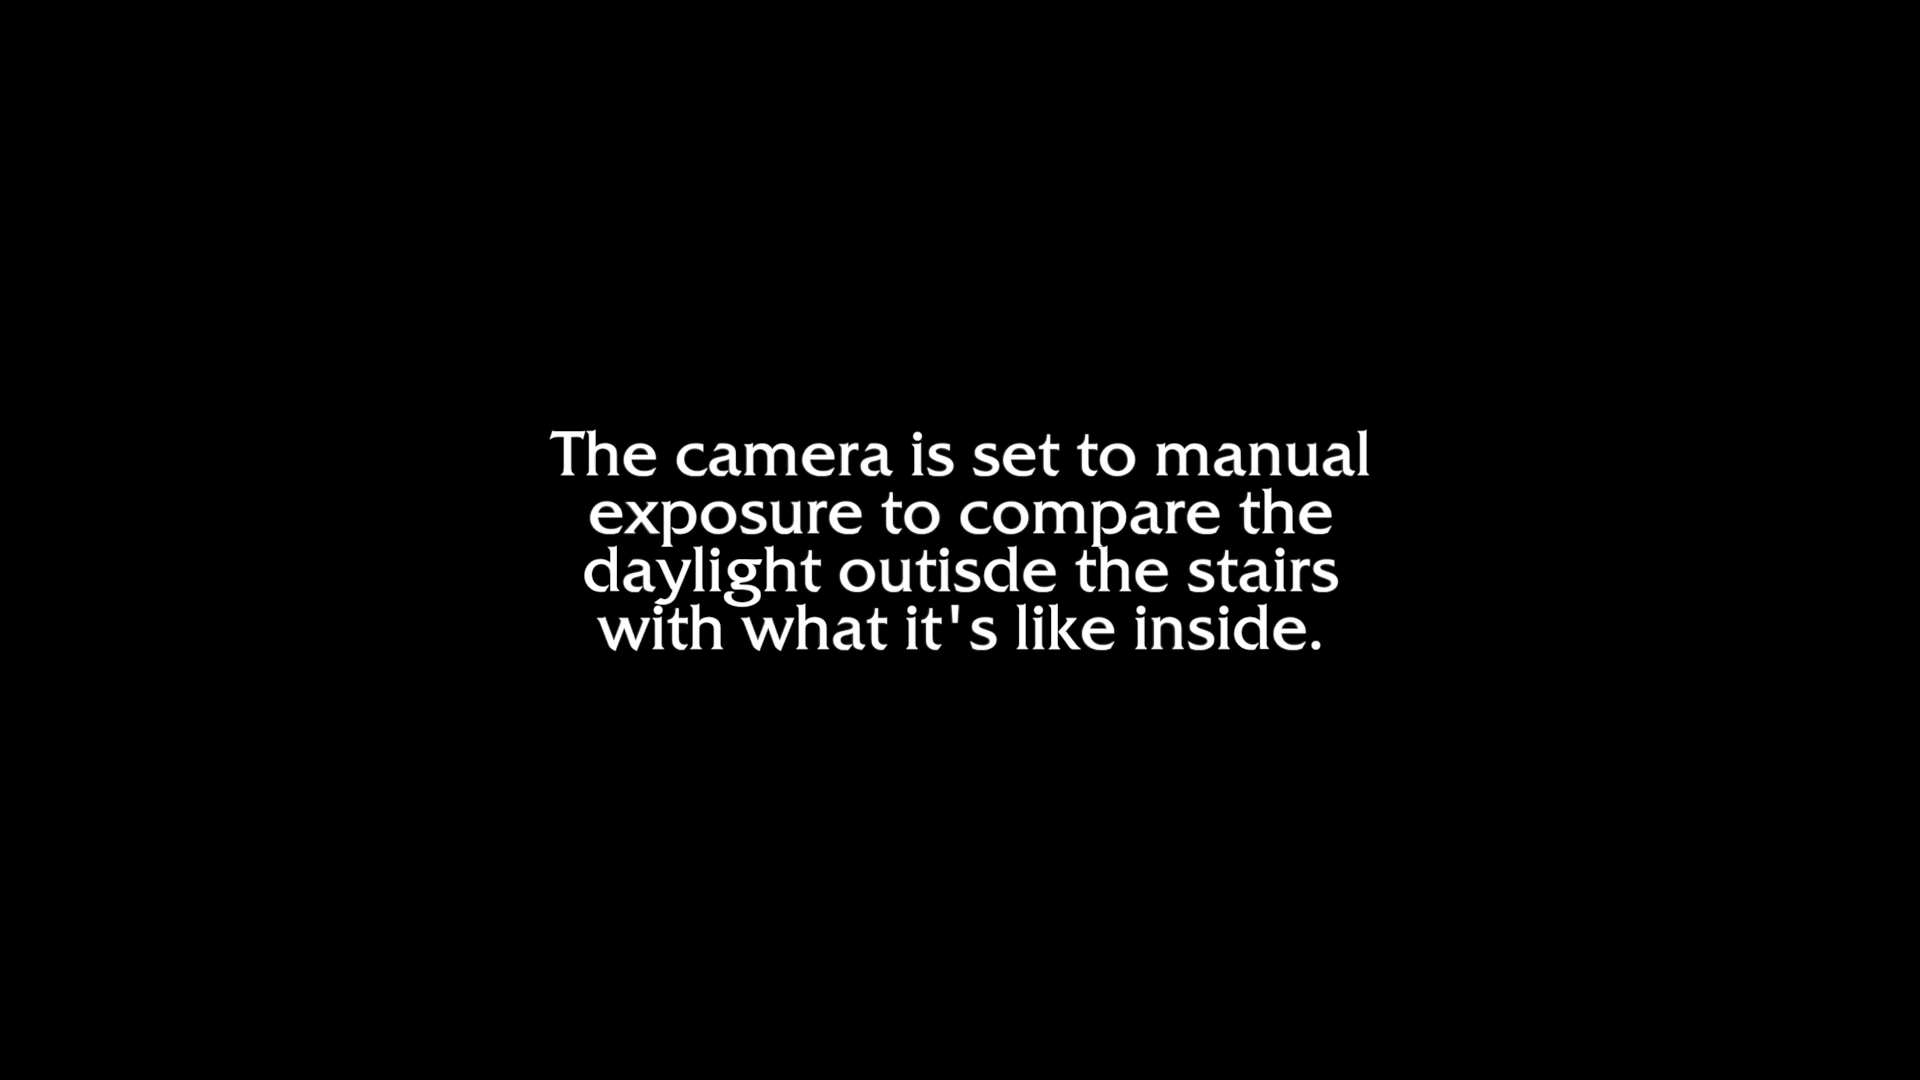 The camera is set to manual
exposure to compare the
daylight outisde the stairs
with what it's like inside.